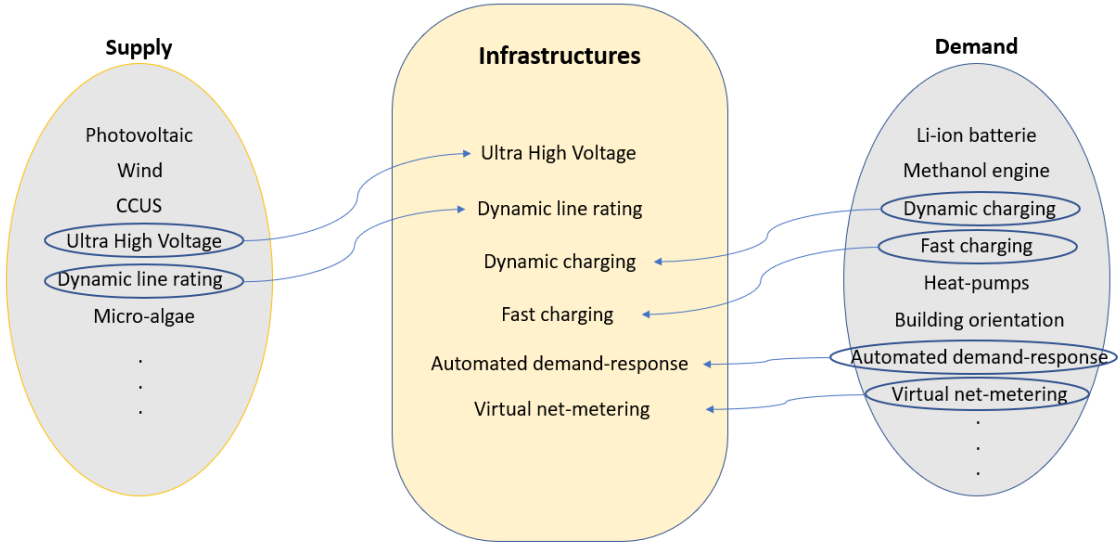 Supply
Photovoltaic
Wind
CCUS
Ultra High Voltage
Dynamic line rating
Micro-algae
.
.
.
Infrastructures
Ultra High Voltage
Dynamic line rating
Dynamic charging
Fast charging
Automated demand-response
Virtual net-metering
Demand
Li-ion batterie
Methanol engine
Dynamic charging
Fast charging
Heat-pumps
Building orientation
Automated demand-response
Virtual net-metering
.
.
.